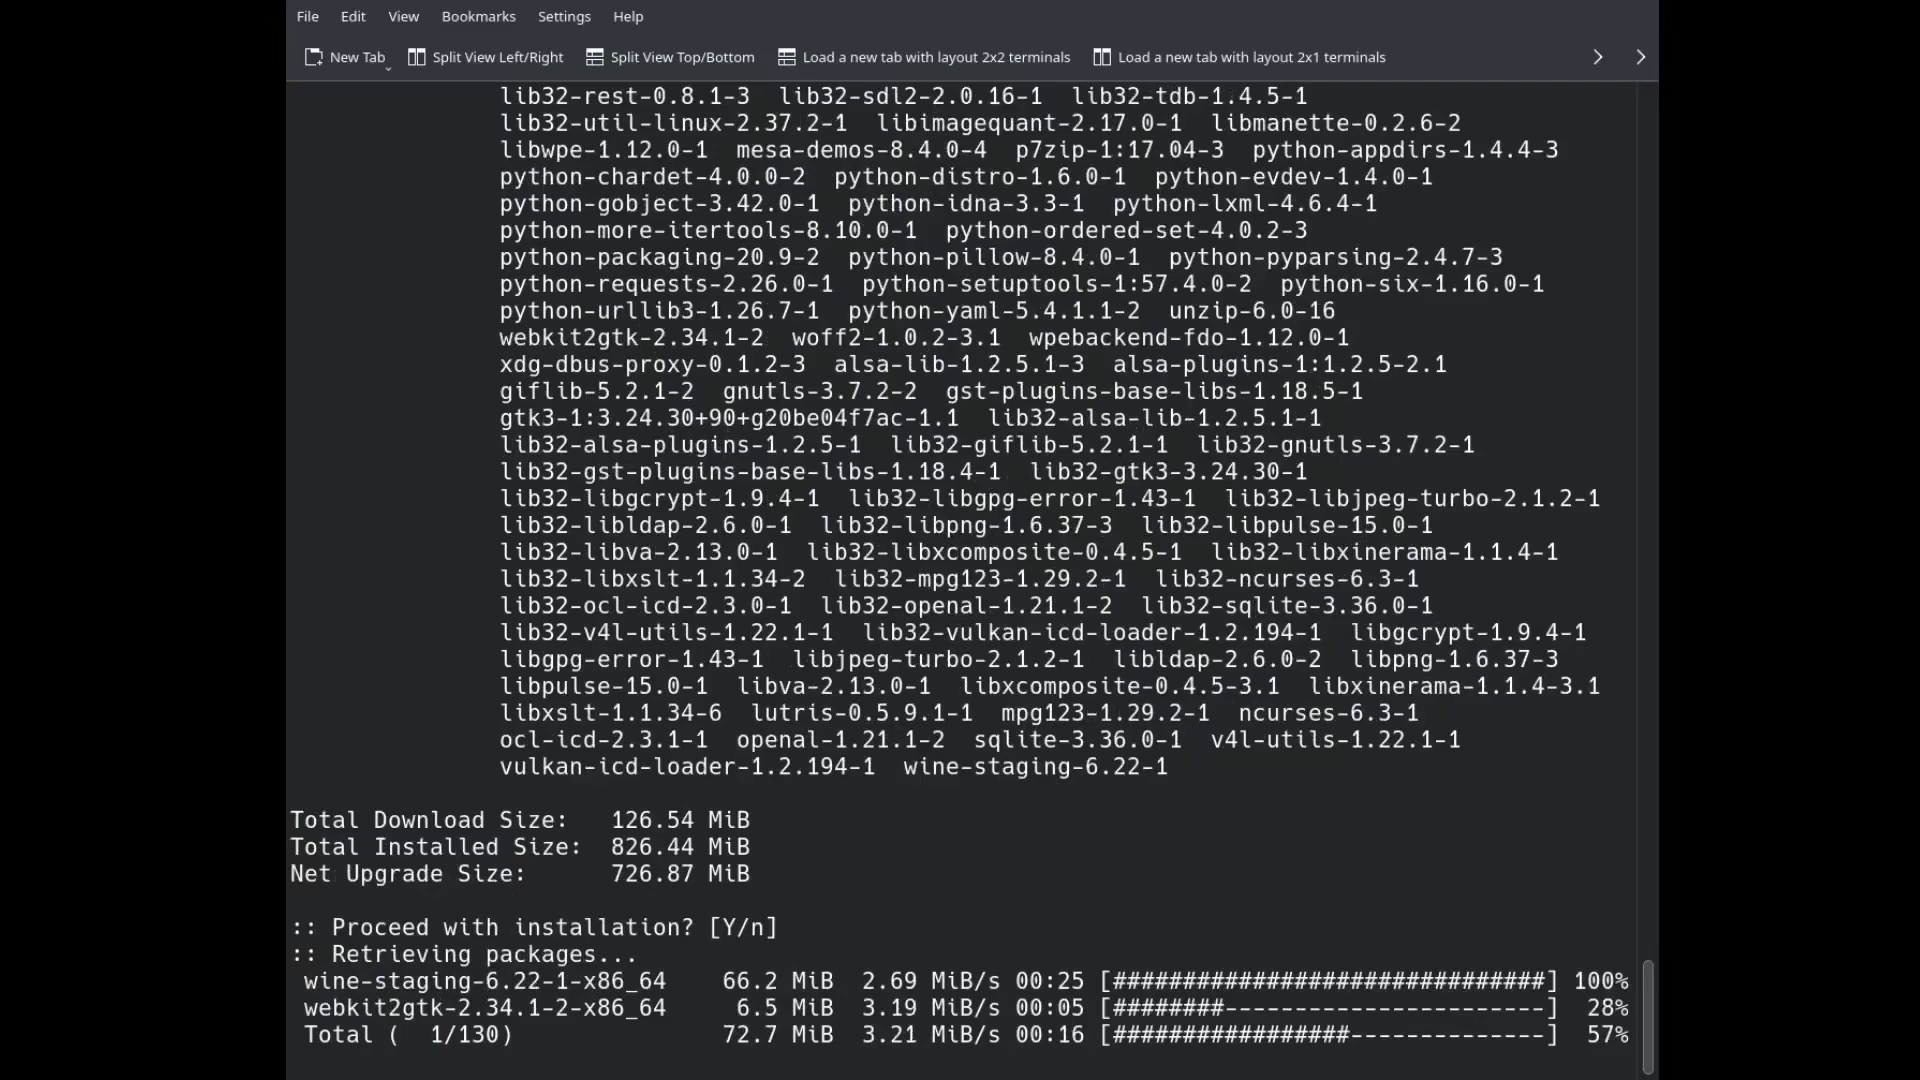 File Edit View Bookmarks Settings Help
New Tab Split View Left/Right Split View Top/Bottom Load a new tab with layout 2x2 terminals Load a new tab with layout 2x1 terminals
lib32-rest-0.8.1-3 lib32-sdl2-2.0.16-1 lib32-tdb-1.4.5-1
lib32-util-linux-2.37.2-1 libimagequant-2.17.0-1 libmanette-0.2.6-2
libwpe-1.12.0-1 mesa-demos-8.4.0-4 p7zip-1:17.04-3 python-appdirs-1.4.4-3
python-chardet-4.0.0-2 python-distro-1.6.0-1 python-evdev-1.4.0-1
python-gobject-3.42.0-1 python-idna-3.3-1 python-lxml-4.6.4-1
python-more-itertools-8.10.0-1 python-ordered-set-4.0.2-3
python-packaging-20.9-2 python-pillow-8.4.0-1 python-pyparsing-2.4.7-3
python-requests-2.26.0-1 python-setuptools-1:57.4.0-2 python-six-1.16.0-1
python-urllib3-1.26.7-1 python-yaml-5.4.1.1-2 unzip-6.0-16
webkit2gtk-2.34.1-2 woff2-1.0.2-3.1 wpebackend-fdo-1.12.0-1
xdg-dbus-proxy-0.1.2-3 alsa-lib-1.2.5.1-3 alsa-plugins-1:1.2.5-2.1
giflib-5.2.1-2 gnutls-3.7.2-2 gst-plugins-base-libs-1.18.5-1
gtk3-1:3.24.30+90+g20be04f7ac-1.1 lib32-alsa-lib-1.2.5.1-1
lib32-alsa-plugins-1.2.5-1 lib32-giflib-5.2.1-1 lib32-gnutls-3.7.2-1
lib32-gst-plugins-base-libs-1.18.4-1 lib32-gtk3-3.24.30-1
lib32-libgcrypt-1.9.4-1 lib32-libgpg-error-1.43-1 lib32-libjpeg-turbo-2.1.2-1
lib32-libldap-2.6.0-1 lib32-libpng-1.6.37-3 lib32-libpulse-15.0-1
lib32-libva-2.13.0-1 lib32-libxcomposite-0.4.5-1 lib32-libxinerama-1.1.4-1
lib32-libxslt-1.1.34-2 lib32-mpg123-1.29.2-1 lib32-ncurses-6.3-1
lib32-ocl-icd-2.3.0-1 lib32-openal-1.21.1-2 lib32-sqlite-3.36.0-1
lib32-v4l-utils-1.22.1-1 lib32-vulkan-icd-loader-1.2.194-1 libgcrypt-1.9.4-1
libgpg-error-1.43-1 libjpeg-turbo-2.1.2-1 libldap-2.6.0-2 libpng-1.6.37-3
libpulse-15.0-1 libva-2.13.0-1 libxcomposite-0.4.5-3.1 libxinerama-1.1.4-3.1
libxslt-1.1.34-6 lutris-0.5.9.1-1 mpg123-1.29.2-1 ncurses-6.3-1
ocl-icd-2.3.1-1 openal-1.21.1-2 sqlite-3.36.0-1 v4l-utils-1.22.1-1
vulkan-icd-loader-1.2.194-1 wine-staging-6.22-1
Total Download Size: 126.54 MiB
Total Installed Size: 826.44 MiB
Net Upgrade Size: 726.87 MiB
:: Proceed with installation? [Y/n]
:: Retrieving packages...
wine-staging-6.22-1-x86_64 66.2 MiB 2.69 MiB/s 00:25 [###############################] 100%
webkit2gtk-2.34.1-2-x86_64 6.5 MiB 3.19 MiB/s 00:05 [########-----------------------] 28%
Total ( 1/130) 72.7 MiB 3.21 MiB/s 00:16 [#################--------------] 57%